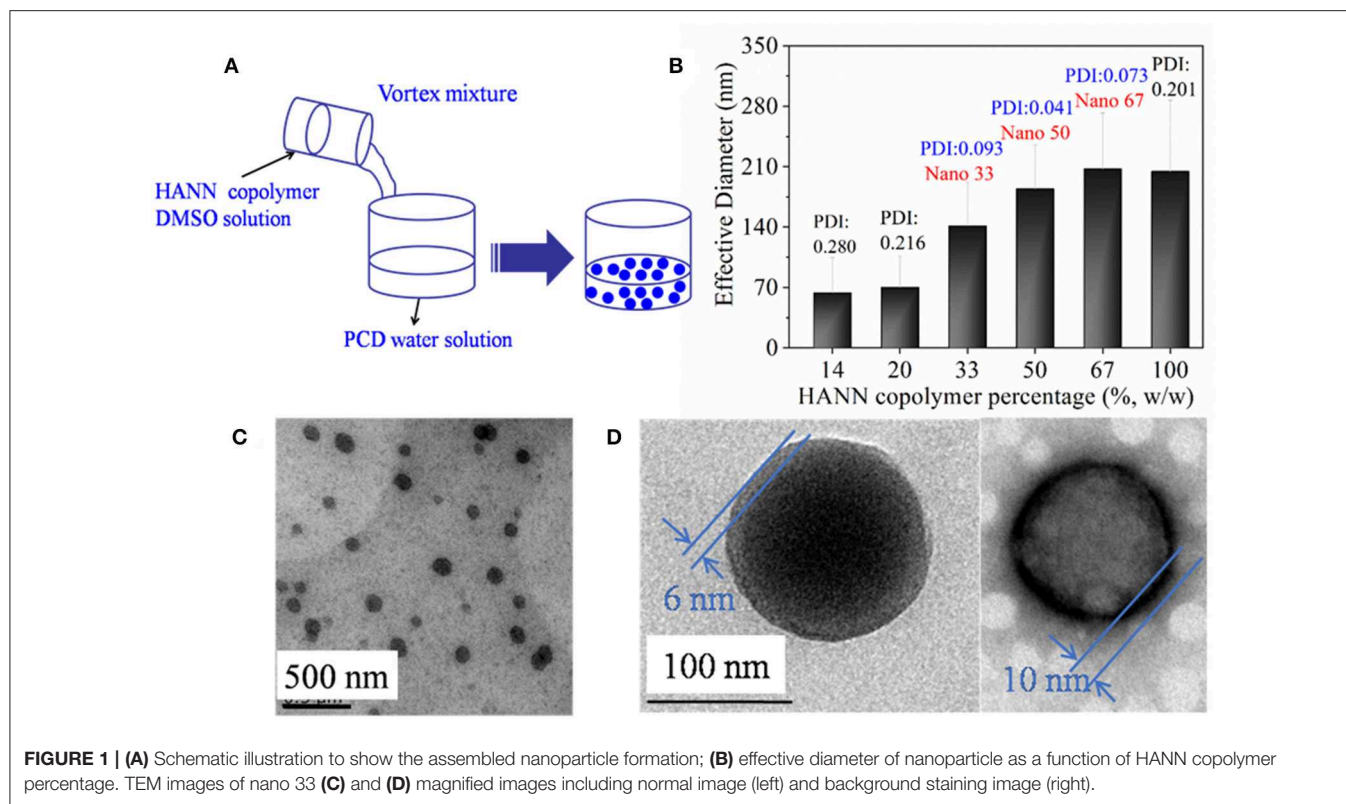 A
Vortex mixture
HANN copolymer
DMSO solution
PCD water solution
B
Effective Diameter (nm)
350
280
210
140
70
0
PDI:
0.280
PDI:
0.216
PDI:0.093
Nano 33
PDI:0.041
Nano 50
PDI:0.073
Nano 67
PDI:
0.201
14 20 33 50 67 100
HANN copolymer percentage (%, w/w)
C
500 nm
D
6 nm
100 nm
10 nm
FIGURE 1 | (A) Schematic illustration to show the assembled nanoparticle formation; (B) effective diameter of nanoparticle as a function of HANN copolymer
percentage. TEM images of nano 33 (C) and (D) magnified images including normal image (left) and background staining image (right).